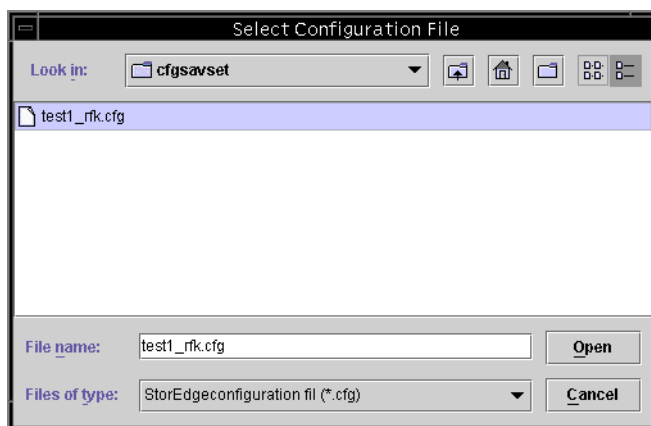 Select Configuration File
Look in: cfgsavset
test1_rfk.cfg
File name: test1_rfk.cfg Open
Files of type: StorEdgeconfiguration fil (*.cfg) Cancel